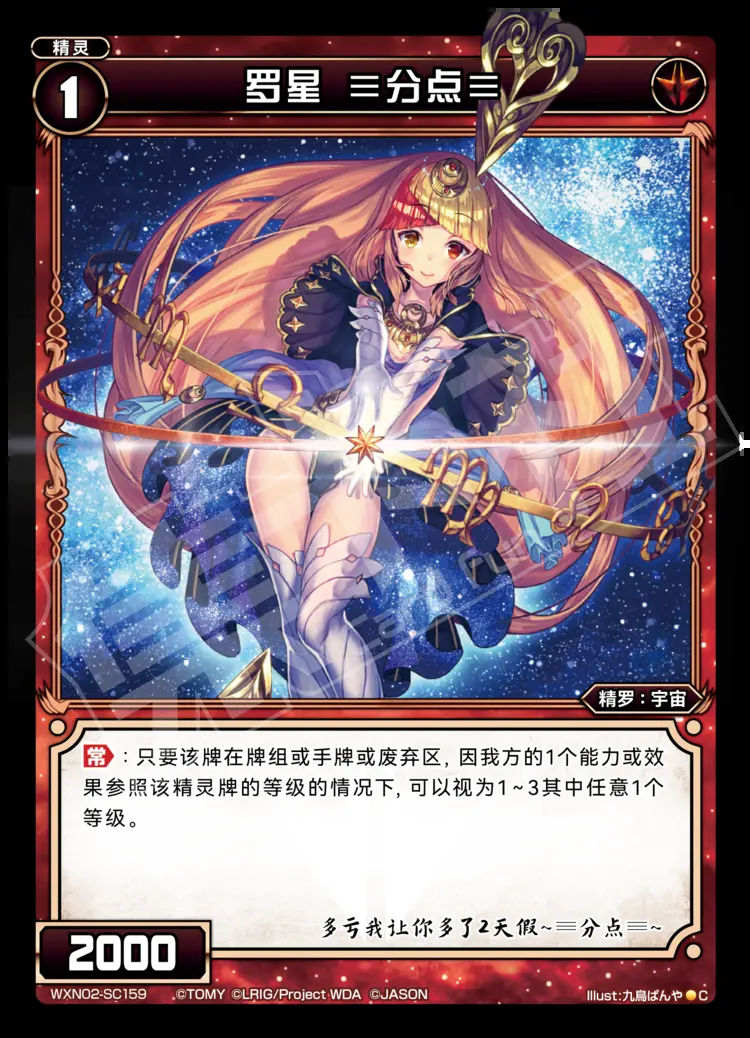 精灵
1
罗星 ≡分点≡
精罗：宇宙
常：只要该牌在牌组或手牌或废弃区，因我方的1个能力或效
果参照该精灵牌的等级的情况下，可以视为1~3其中任意1个
等级。
多亏我让你多了2天假~≡分点≡~
2000
WXN02-SC159 ©TOMY ©LRIG/Project WDA ©JASON
Illust:九鳥ぱんや C